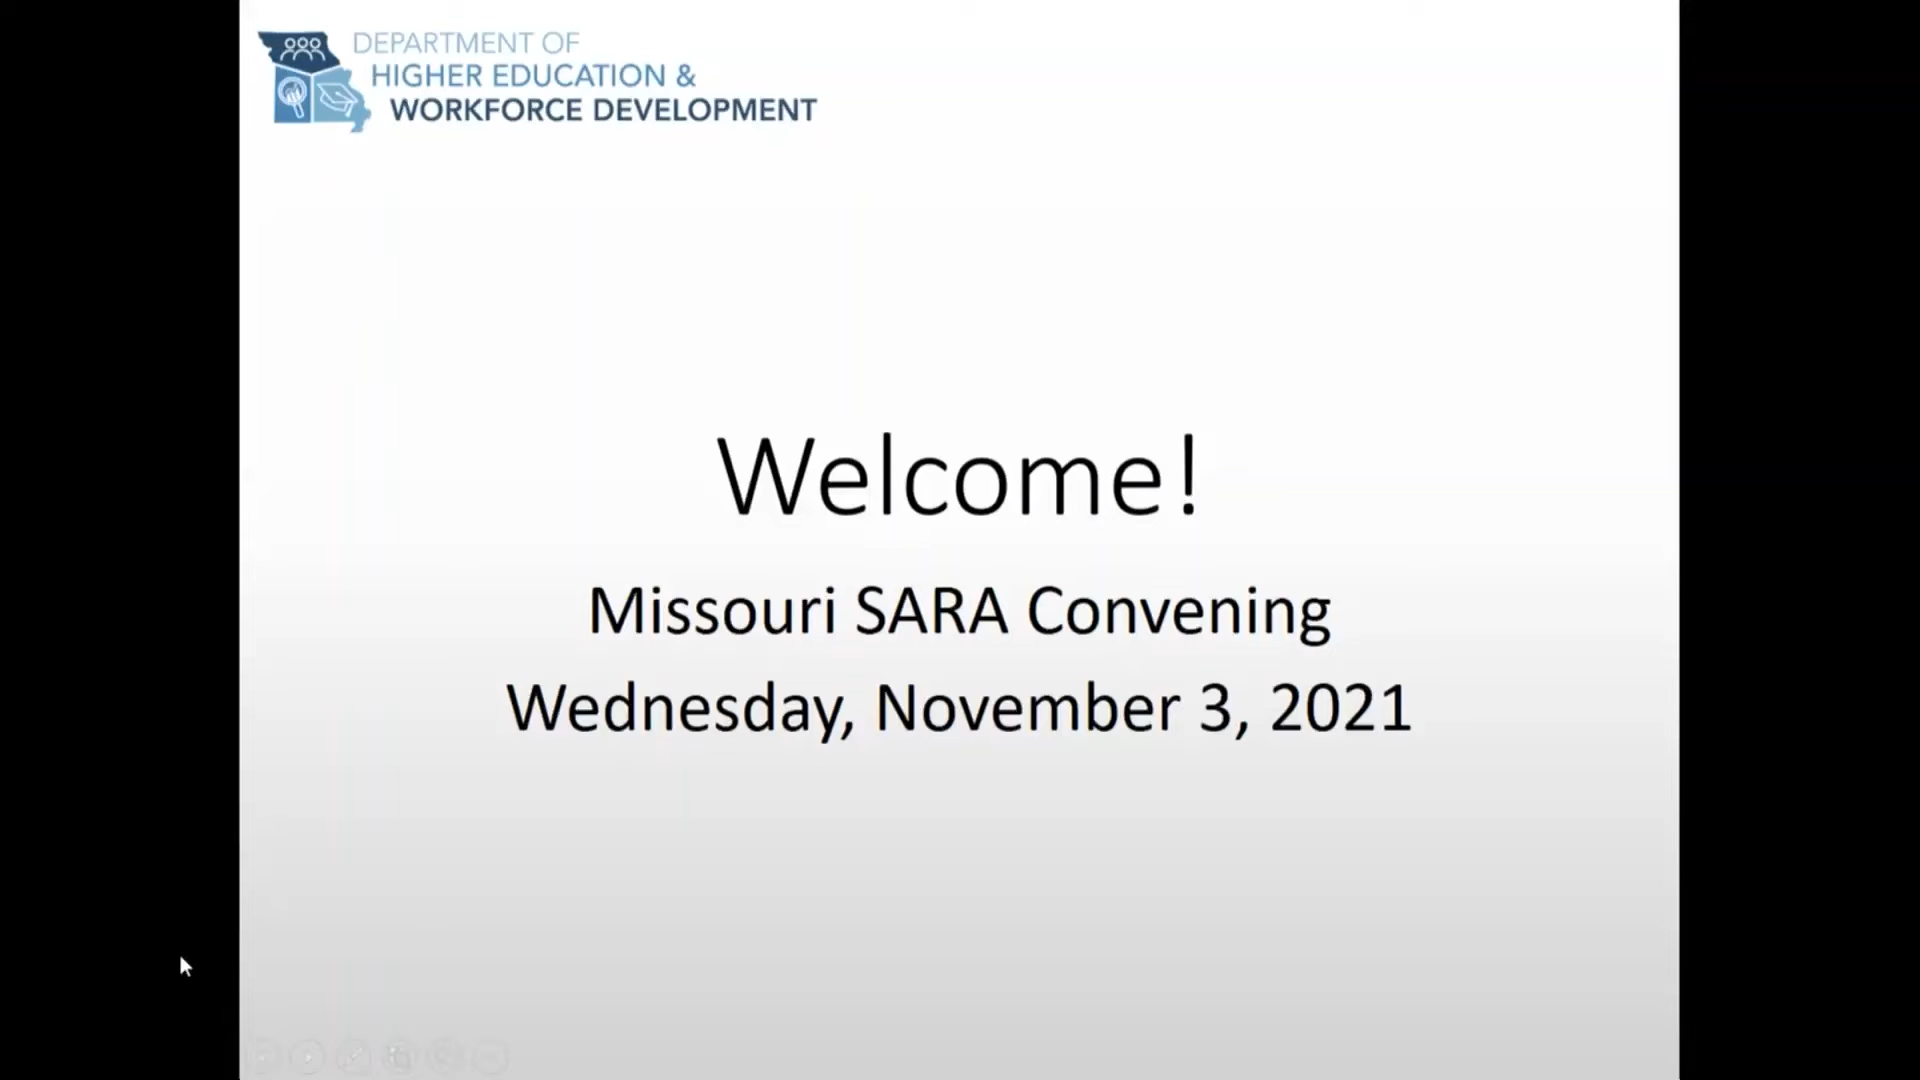 DEPARTMENT OF
HIGHER EDUCATION &
WORKFORCE DEVELOPMENT
Welcome!
Missouri SARA Convening
Wednesday, November 3, 2021